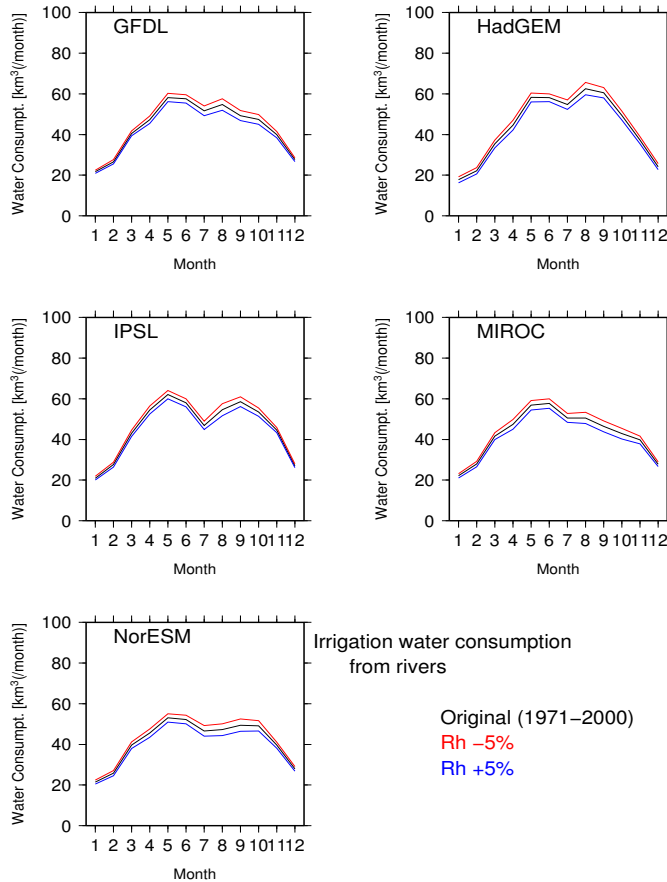 GFDL
Water Consumpt. [km³(/month)]
100
80
60
40
20
0
1 2 3 4 5 6 7 8 9 10 11 12
Month
HadGEM
Water Consumpt. [km³(/month)]
100
80
60
40
20
0
1 2 3 4 5 6 7 8 9 10 11 12
Month
IPSL
Water Consumpt. [km³(/month)]
100
80
60
40
20
0
1 2 3 4 5 6 7 8 9 10 11 12
Month
MIROC
Water Consumpt. [km³(/month)]
100
80
60
40
20
0
1 2 3 4 5 6 7 8 9 10 11 12
Month
NorESM
Water Consumpt. [km³(/month)]
100
80
60
40
20
0
1 2 3 4 5 6 7 8 9 10 11 12
Month
Irrigation water consumption
from rivers
Original (1971−2000)
Rh −5%
Rh +5%